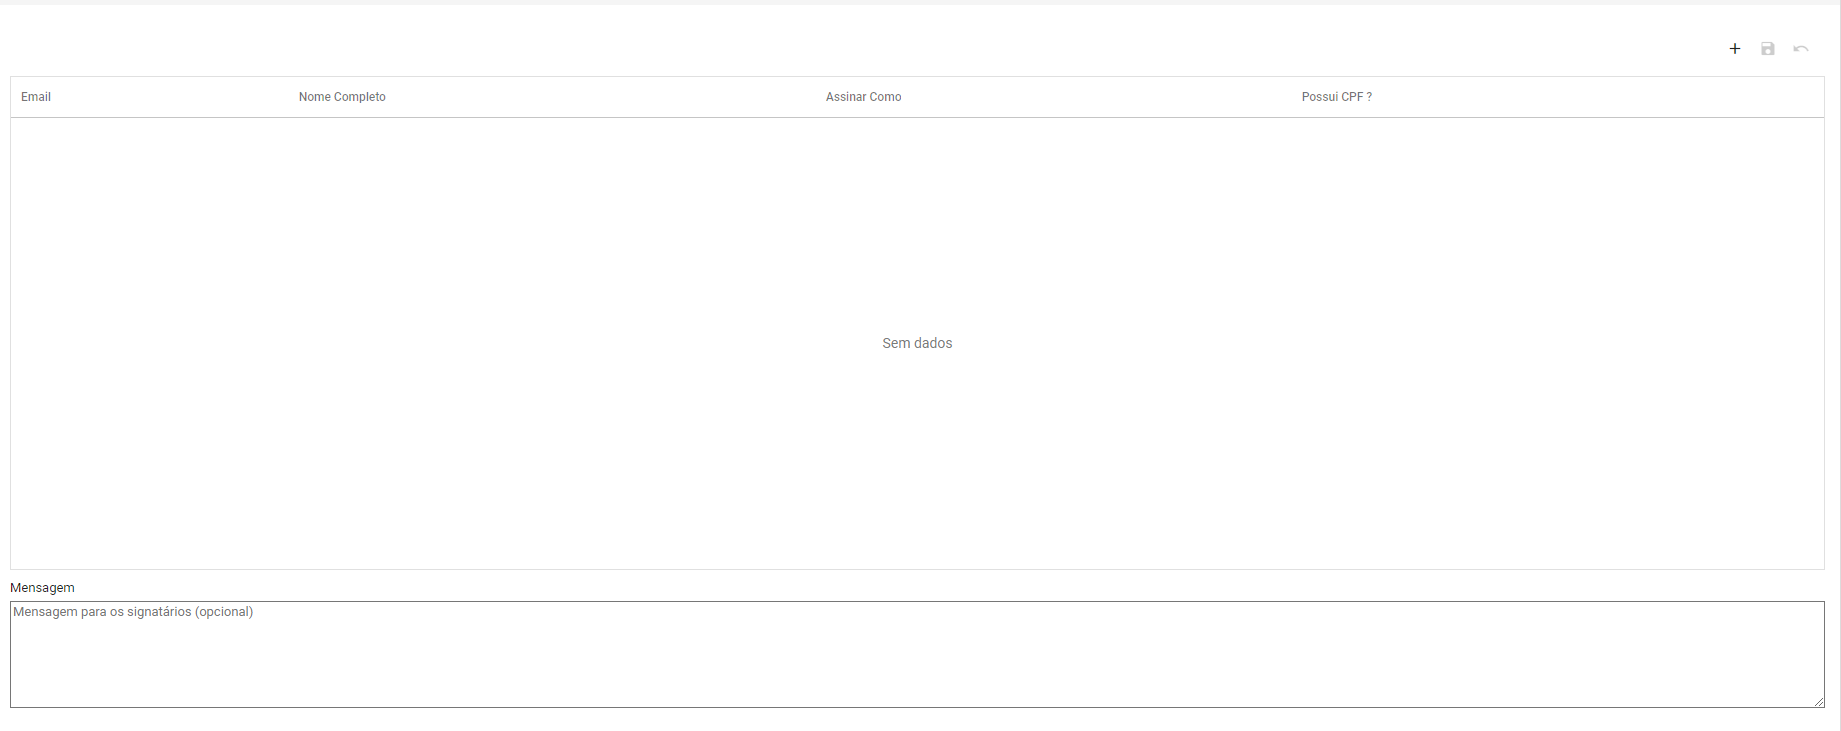 Email Nome Completo Assinar Como Possui CPF ?
Sem dados
Mensagem
Mensagem para os signatários (opcional)